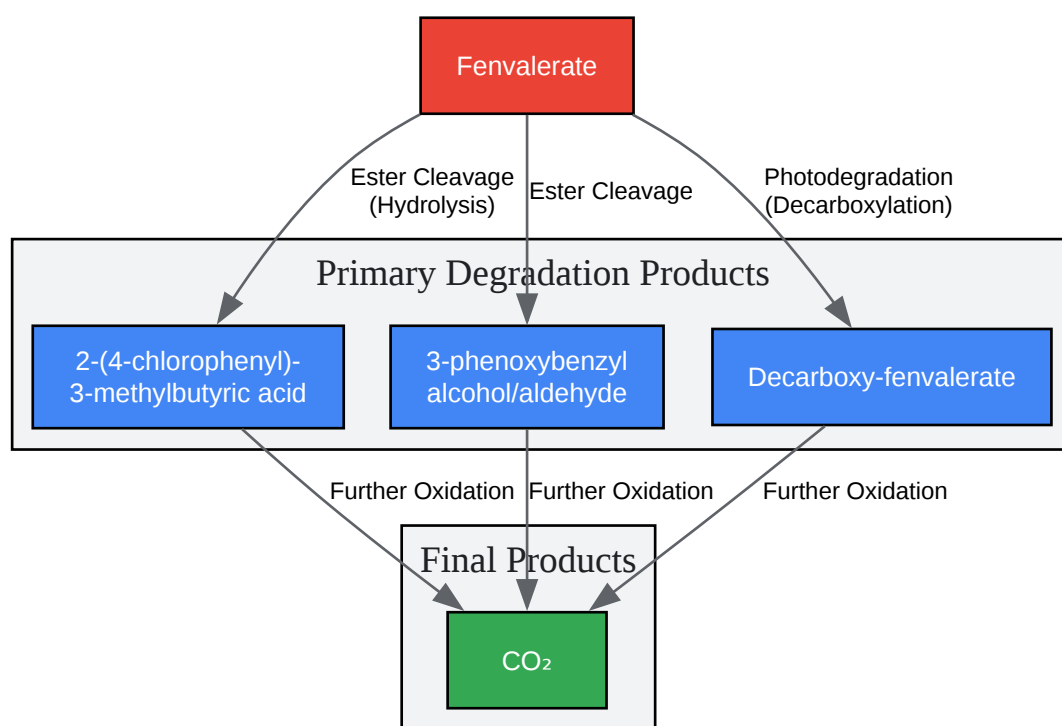 Fenvalerate
Ester Cleavage
(Hydrolysis)
Ester Cleavage
Photodegradation
(Decarboxylation)
Primary Degradation Products
2-(4-chlorophenyl)-
3-methylbutyric acid
3-phenoxybenzyl
alcohol/aldehyde
Decarboxy-fenvalerate
Further Oxidation
Further Oxidation
Further Oxidation
Final Products
CO₂